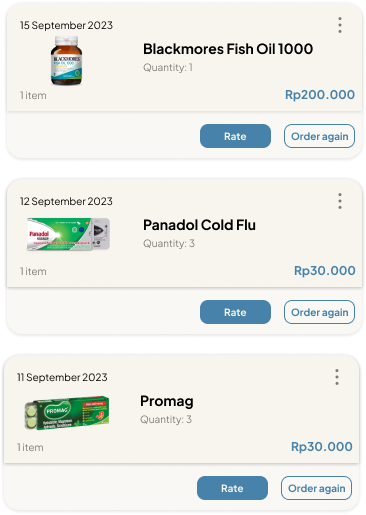 15 September 2023
BLACKMORES
Blackmores Fish Oil 1000
Quantity: 1
1 item
Rp200.000
Rate
Order again
12 September 2023
Panadol
Panadol Cold Flu
Quantity: 3
1 item
Rp30.000
Rate
Order again
11 September 2023
PROMAG
Promag
Quantity: 3
1 item
Rp30.000
Rate
Order again